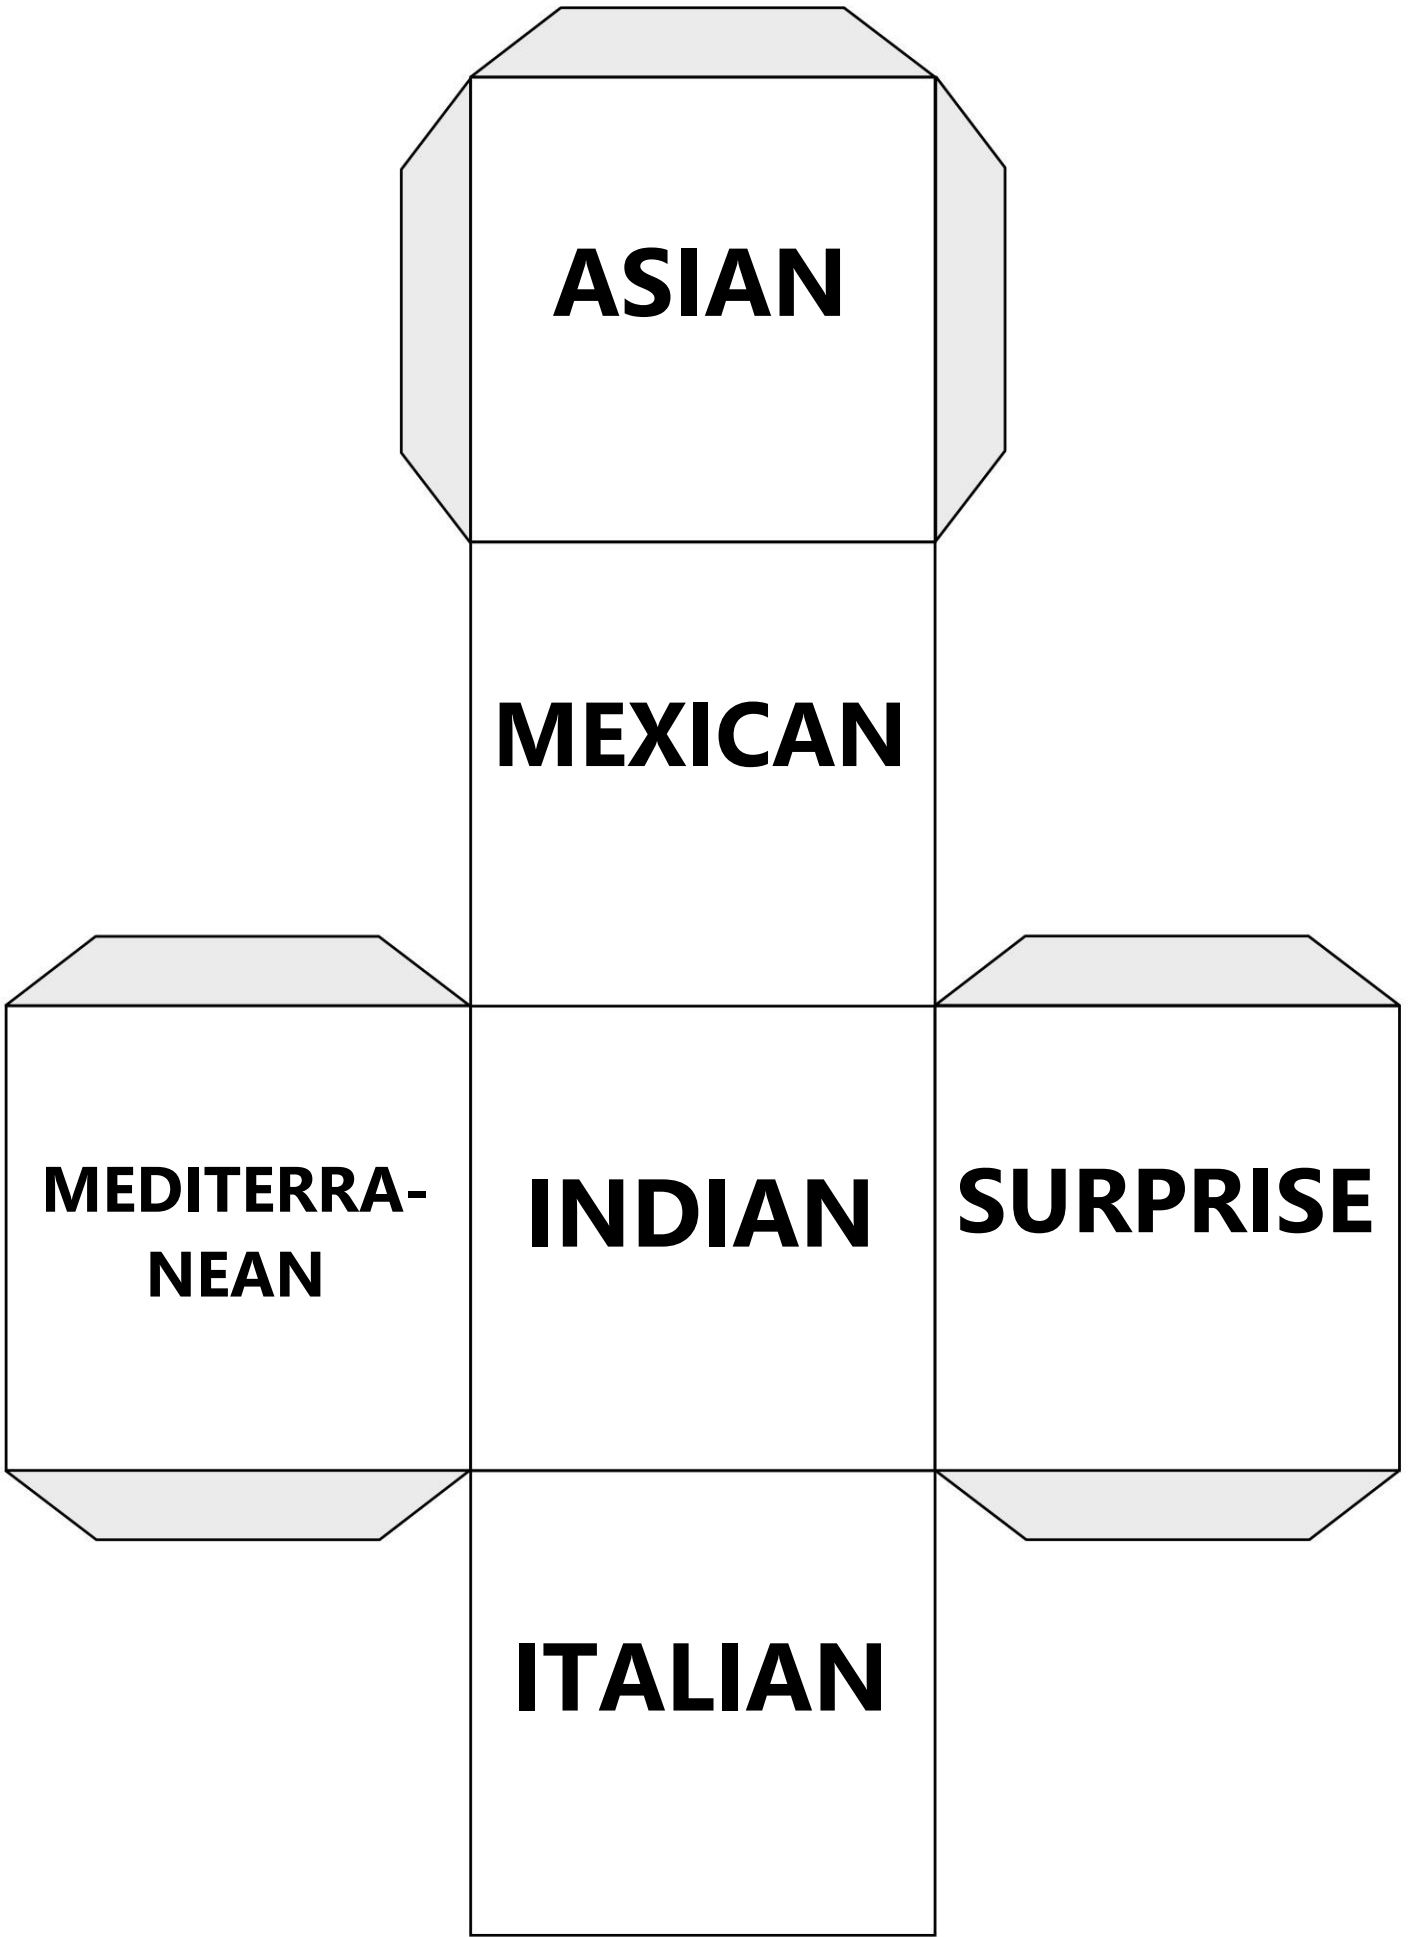 ASIAN
MEXICAN
MEDITERRA-
NEAN
INDIAN
SURPRISE
ITALIAN